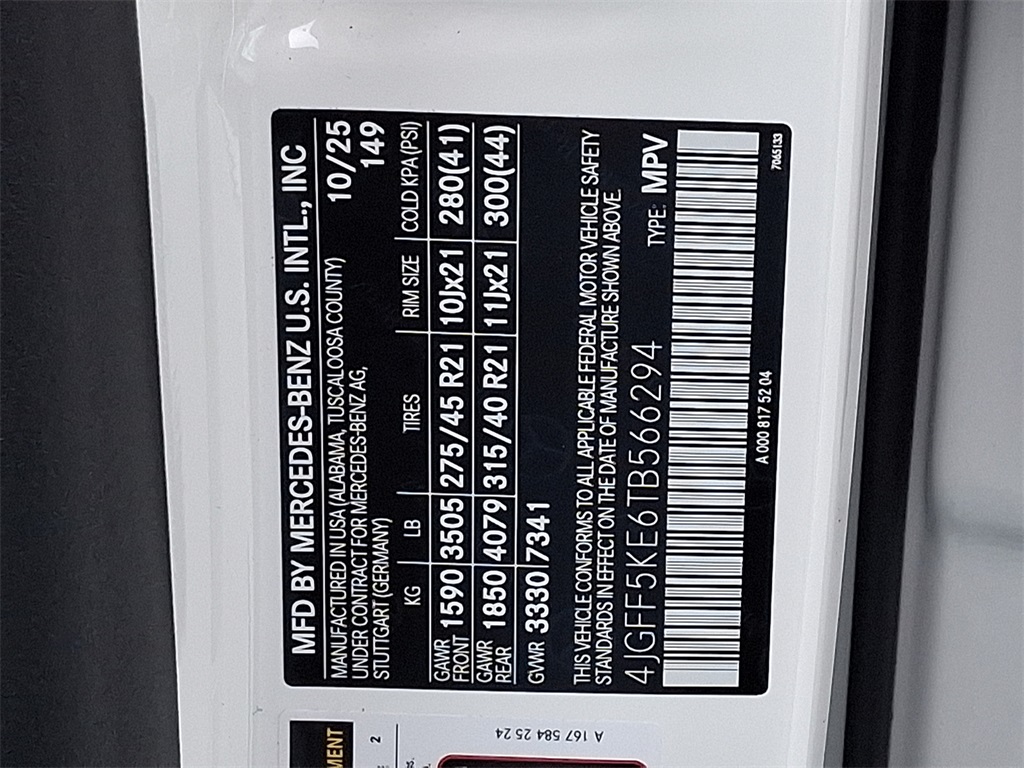 MFD BY MERCEDES-BENZ U.S. INTL., INC
MANUFACTURED IN USA (ALABAMA, TUSCALOOSA COUNTY) 10/25
UNDER CONTRACT FOR MERCEDES-BENZ AG, 149
STUTTGART (GERMANY)
KG LB TIRES RIM SIZE COLD KPA (PSI)
GAWR FRONT 1590 3505 275/45 R21 10Jx21 280(41)
GAWR REAR 1850 4079 315/40 R21 11Jx21 300(44)
GVWR 3330 7341
THIS VEHICLE CONFORMS TO ALL APPLICABLE FEDERAL MOTOR VEHICLE SAFETY
STANDARDS IN EFFECT ON THE DATE OF MANUFACTURE SHOWN ABOVE.
4JGFF5KE6TB566294 TYPE: MPV
A 000 817 52 04
7065133
MENT
2
A 167 584 25 24